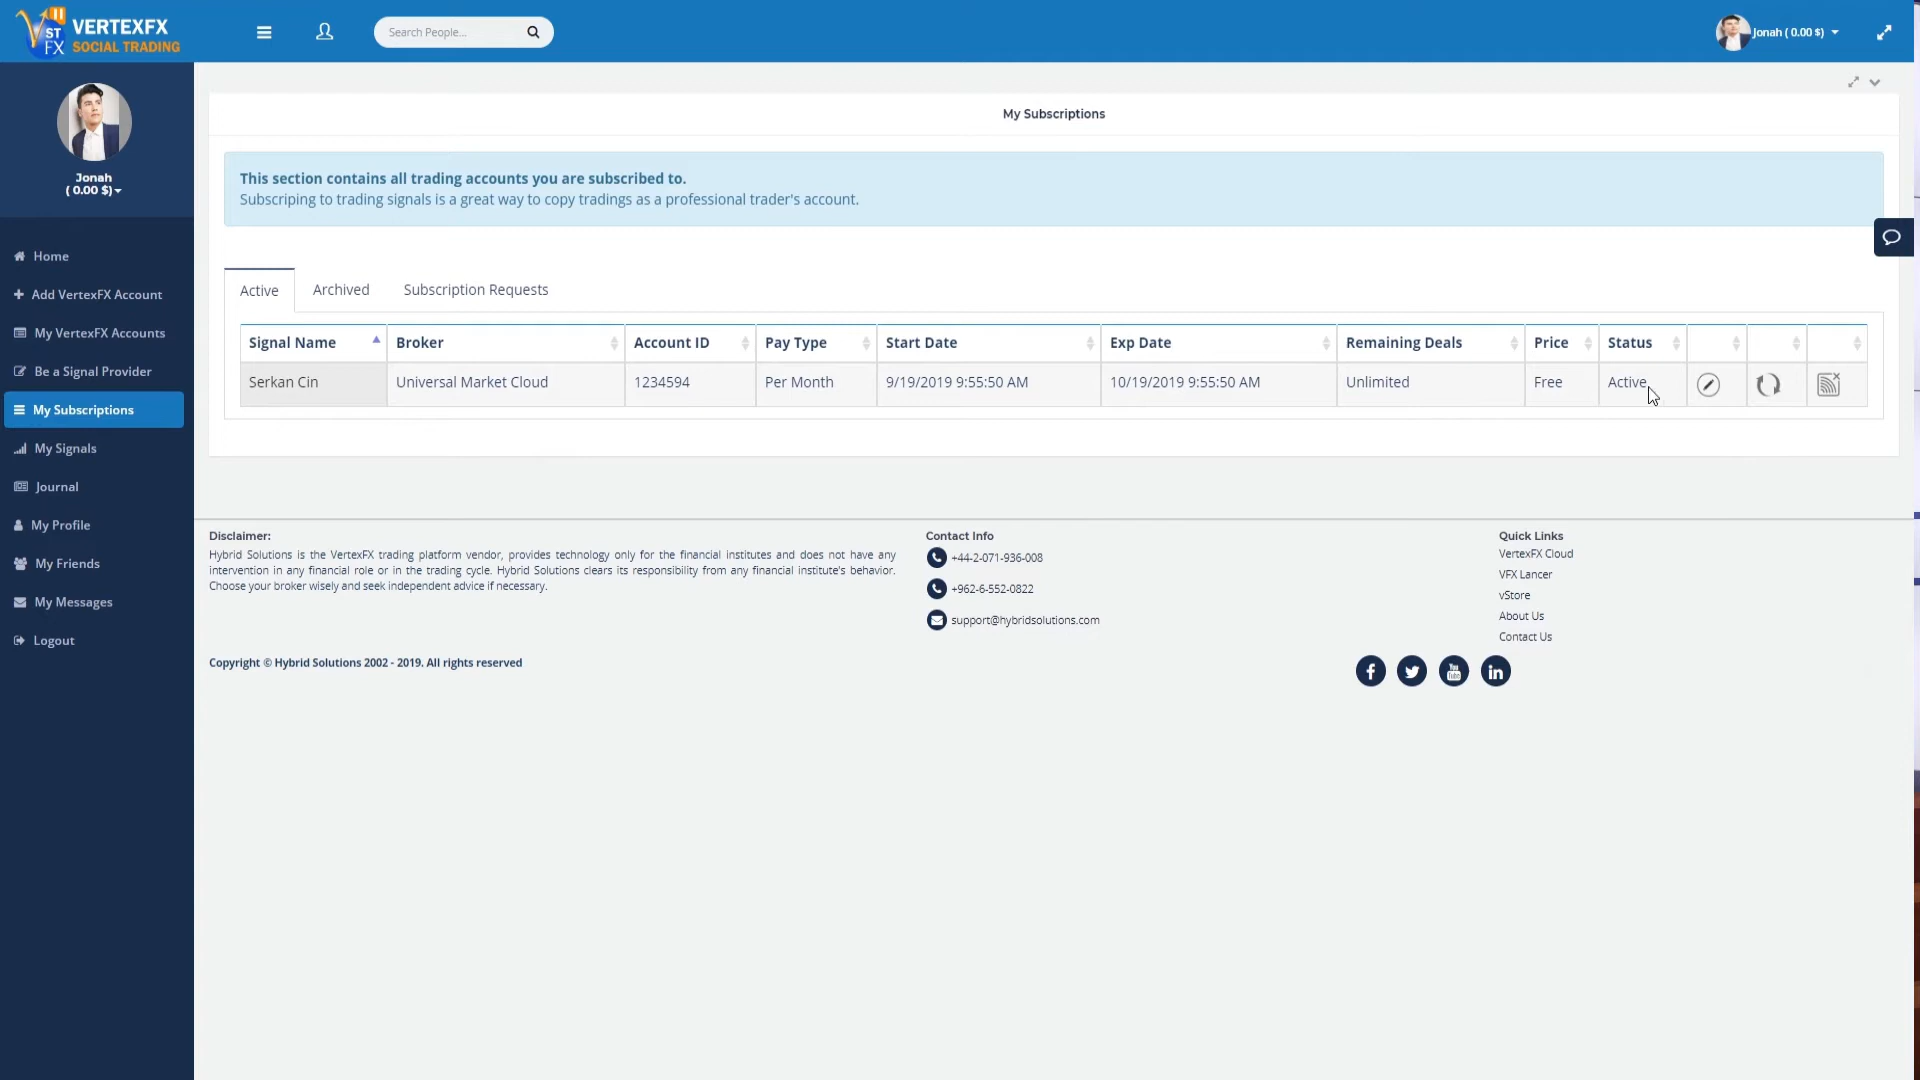 VERTEXFX
SOCIAL TRADING
ST
FX
Search People...
Jonah ( 0.00 $)
Jonah
( 0.00 $)
Home
Add VertexFX Account
My VertexFX Accounts
Be a Signal Provider
My Subscriptions
My Signals
Journal
My Profile
My Friends
My Messages
Logout
My Subscriptions
This section contains all trading accounts you are subscribed to.
Subscriping to trading signals is a great way to copy tradings as a professional trader's account.
Active Archived Subscription Requests
Signal Name Broker Account ID Pay Type Start Date Exp Date Remaining Deals Price Status
Serkan Cin Universal Market Cloud 1234594 Per Month 9/19/2019 9:55:50 AM 10/19/2019 9:55:50 AM Unlimited Free Active
Disclaimer:
Hybrid Solutions is the VertexFX trading platform vendor, provides technology only for the financial institutes and does not have any
intervention in any financial role or in the trading cycle. Hybrid Solutions clears its responsibility from any financial institute's behavior.
Choose your broker wisely and seek independent advice if necessary.
Contact Info
+44-2-071-936-008
+962-6-552-0822
support@hybridsolutions.com
Quick Links
VertexFX Cloud
VFX Lancer
vStore
About Us
Contact Us
Copyright © Hybrid Solutions 2002 - 2019. All rights reserved